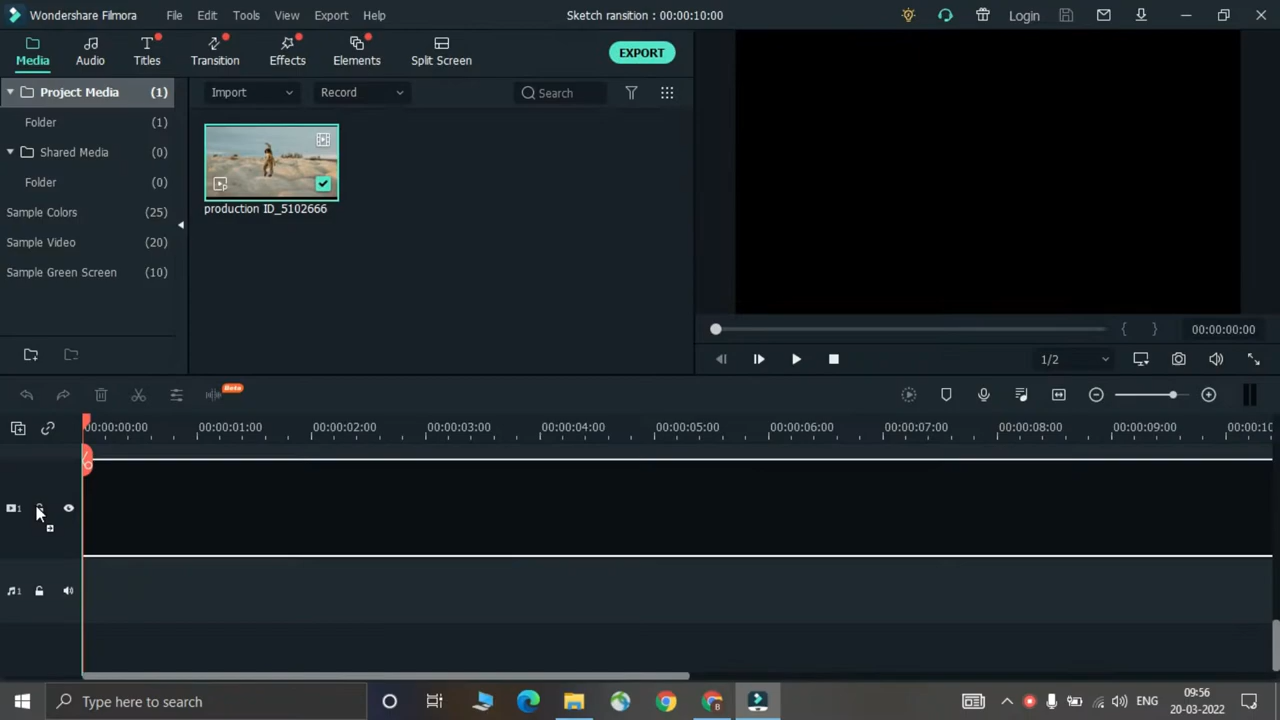 Wondershare Filmora File Edit Tools View Export Help Sketch ransition : 00:00:10:00 Login
Media Audio Titles Transition Effects Elements Split Screen EXPORT
Project Media (1) Import Record Search
Folder (1)
Shared Media (0)
Folder (0)
production ID_5102666
Sample Colors (25)
Sample Video (20)
Sample Green Screen (10)
{ } 00:00:00:00
1/2
Beta
00:00:00:00 00:00:01:00 00:00:02:00 00:00:03:00 00:00:04:00 00:00:05:00 00:00:06:00 00:00:07:00 00:00:08:00 00:00:09:00 00:00:10
1
1
Type here to search ENG 09:56
20-03-2022